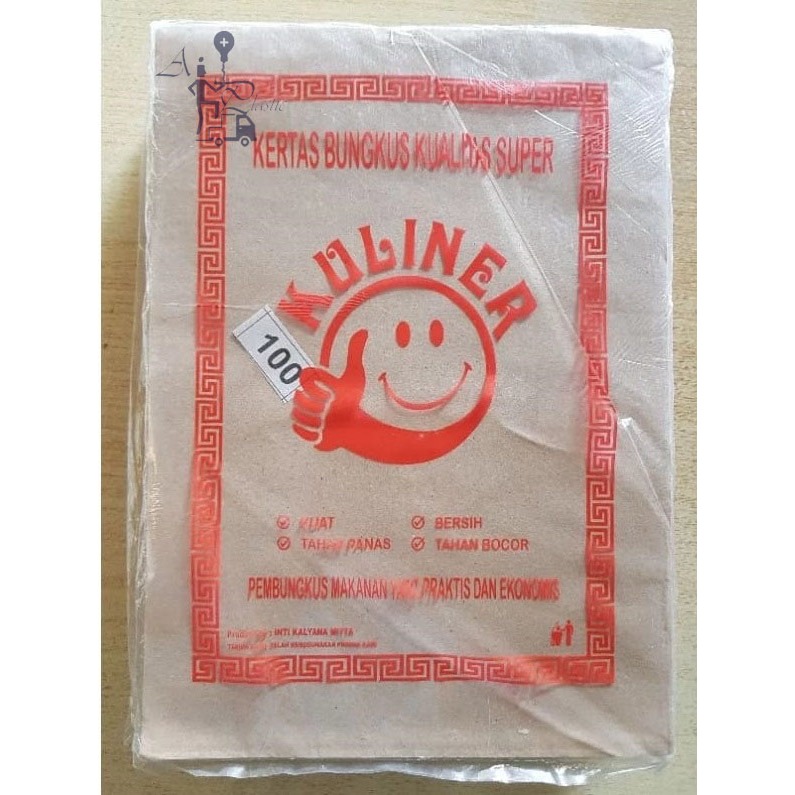 A Plastic
KERTAS BUNGKUS KUALITAS SUPER
KULINER
100
KUAT
BERSIH
TAHAN PANAS
TAHAN BOCOR
PEMBUNGKUS MAKANAN YANG PRAKTIS DAN EKONOMIS
INTI KALYANA